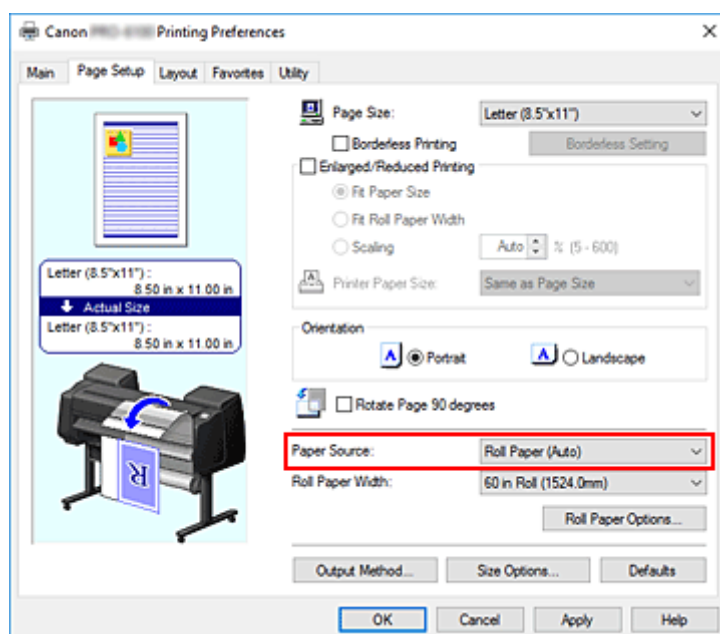 Canon Printing Preferences
Main Page Setup Layout Favorites Utility
Page Size: Letter (8.5"x11")
Borderless Printing Borderless Setting
Enlarged/Reduced Printing
Fit Paper Size
Fit Roll Paper Width
Scaling Auto % (5 - 600)
Printer Paper Size: Same as Page Size
Letter (8.5"x11") :
8.50 in x 11.00 in
Actual Size
Letter (8.5"x11") :
8.50 in x 11.00 in
Orientation
A Portrait A Landscape
Rotate Page 90 degrees
Paper Source: Roll Paper (Auto)
Roll Paper Width: 60 in Roll (1524.0mm)
Roll Paper Options...
R
Output Method... Size Options... Defaults
OK Cancel Apply Help